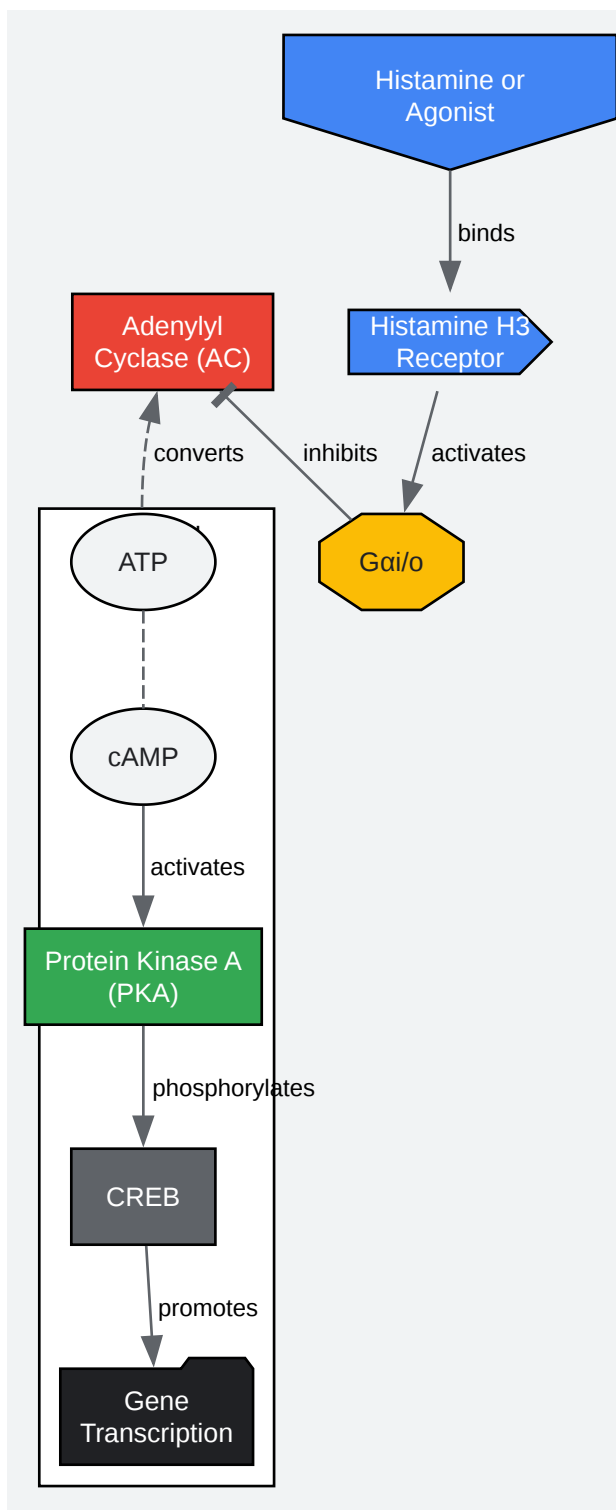 Histamine or
Agonist
binds
Adenylyl
Cyclase (AC)
Histamine H3
Receptor
converts
inhibits
activates
ATP
Gαi/o
cAMP
activates
Protein Kinase A
(PKA)
phosphorylates
CREB
promotes
Gene
Transcription